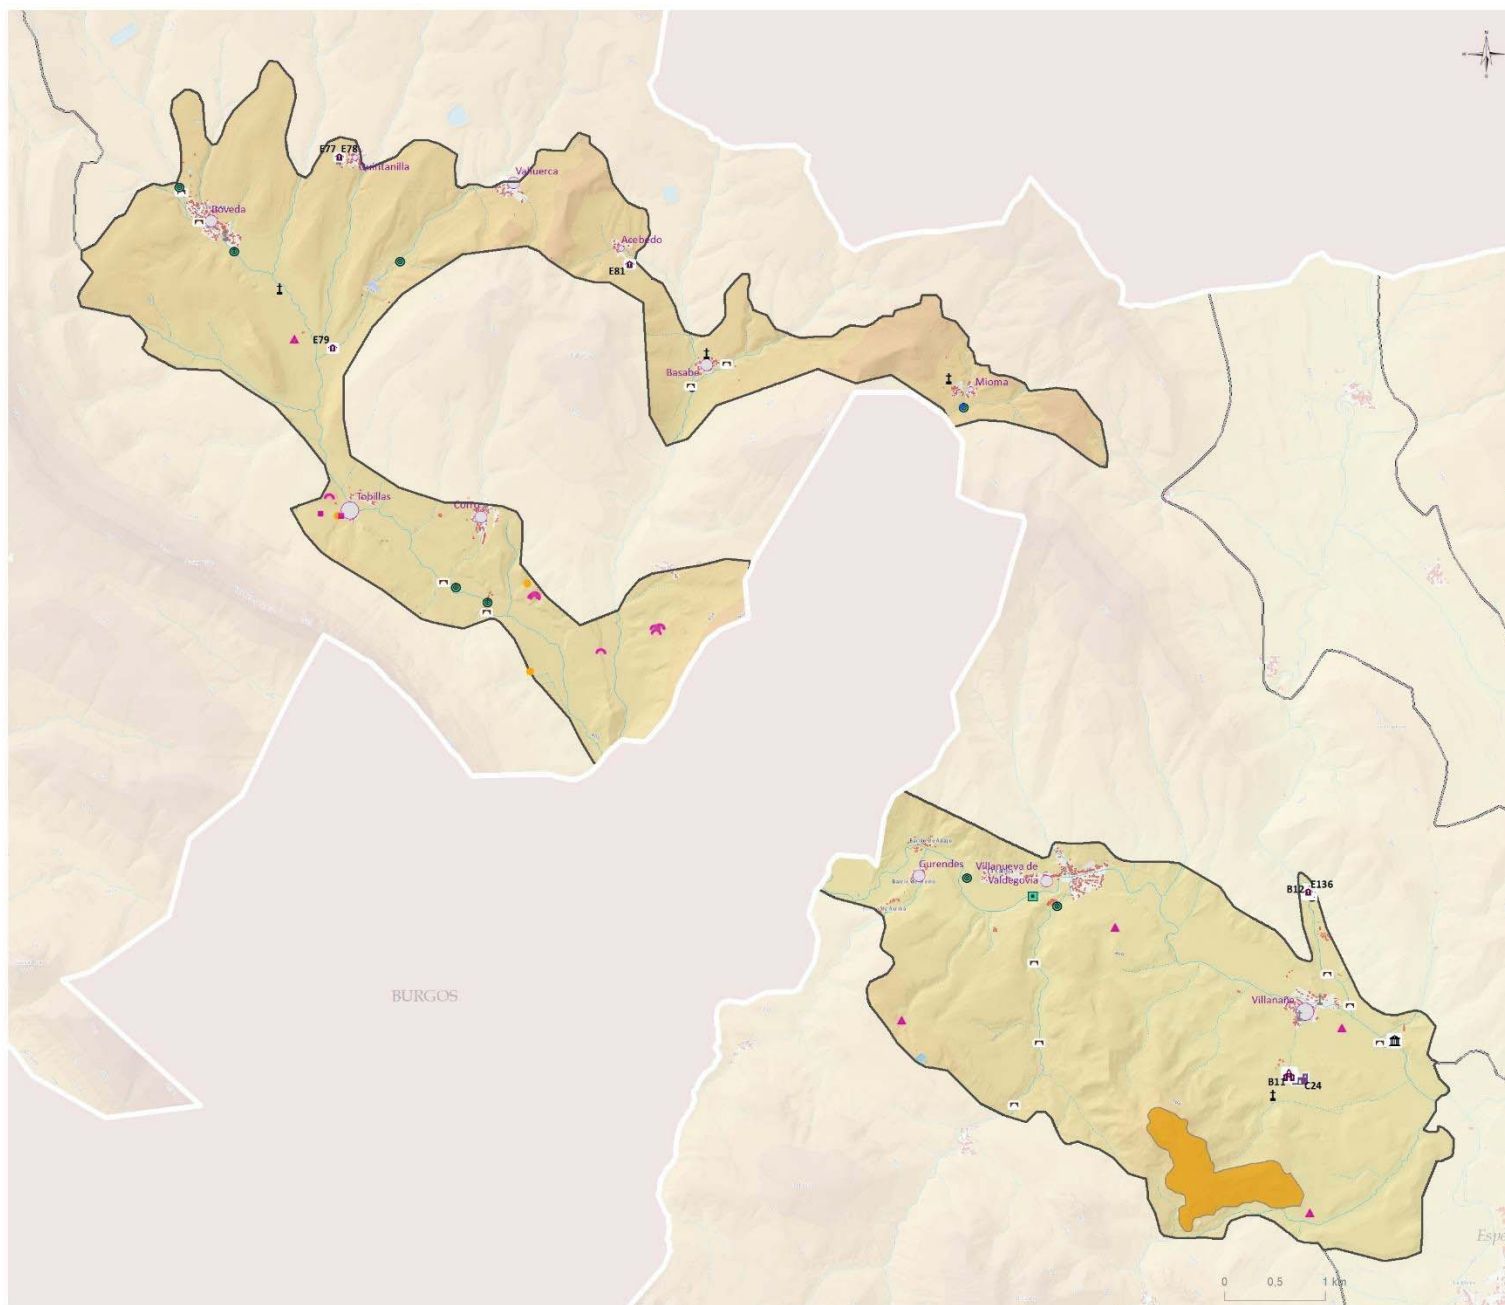 N
E77 E78
Quintanilla
Valluerca
Boveda
Acebedo
E81
E79
Basabe
Mioma
Tobillas
Corro
Gurendes
Villanueva de
Valdegovia
B12 E136
BURGOS
Villanañe
B11 C24
Espe
0 0,5 1 km